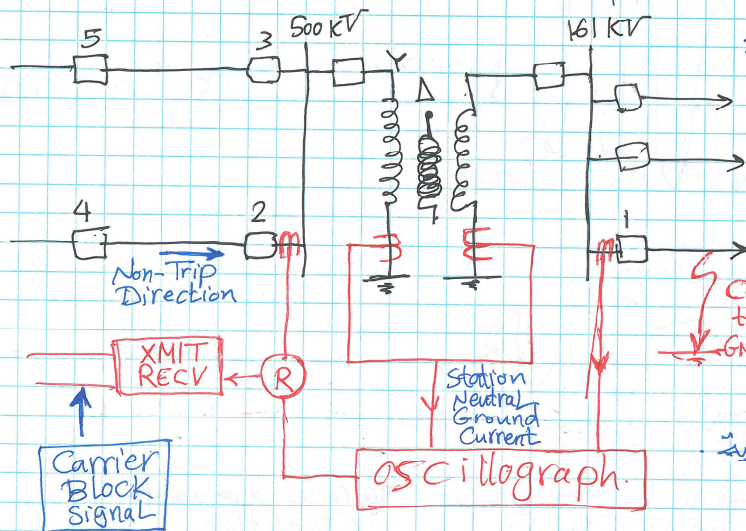 500 KV
161 KV
5
3
Y
Δ
4
2
1
Non-Trip
Direction
C
t
GN
XMIT
RECV
R
Station
Neutral
Ground
Current
Carrier
BLOCK
Signal
Oscillograph.